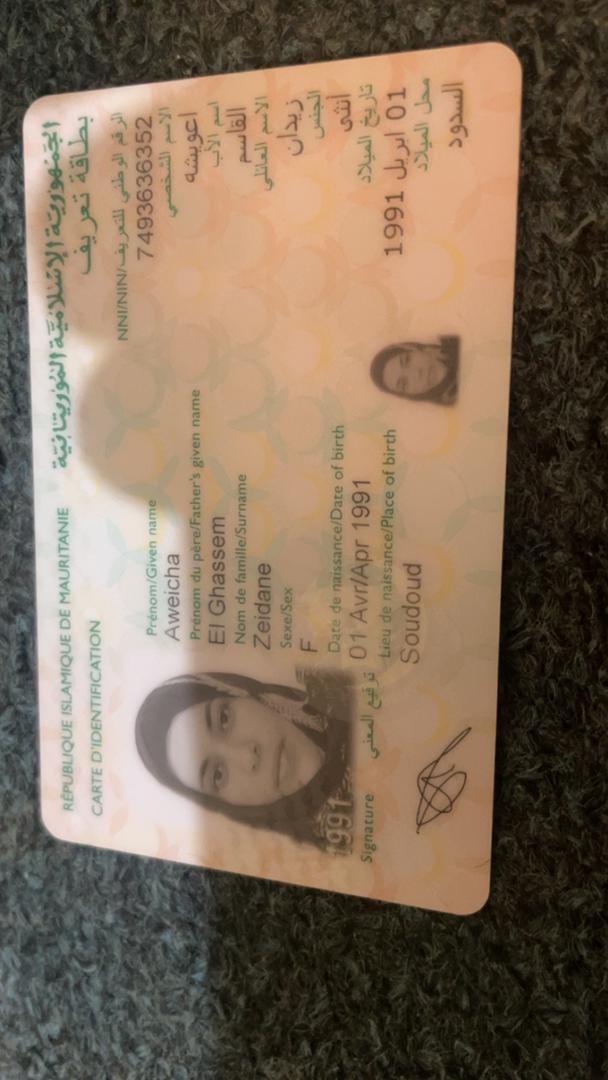 الجمهورية الإسلامية الموريتانية
RÉPUBLIQUE ISLAMIQUE DE MAURITANIE
بطاقة تعريف
CARTE D'IDENTIFICATION
الرقم الوطني للتعريف/NNI/NIN
7493636352
Prénom/Given name
الاسم الشخصي
Aweicha
اعويشه
Prénom du père/Father's given name
اسم الأب
El Ghassem
القاسم
Nom de famille/Surname
الاسم العائلي
Zeidane
زيدان
Sexe/Sex
الجنس
F
أنثى
Date de naissance/Date of birth
تاريخ الميلاد
01 Avr/Apr 1991
01 ابريل 1991
Lieu de naissance/Place of birth
محل الميلاد
Soudoud
السدود
1991
Signature
توقيع المعني